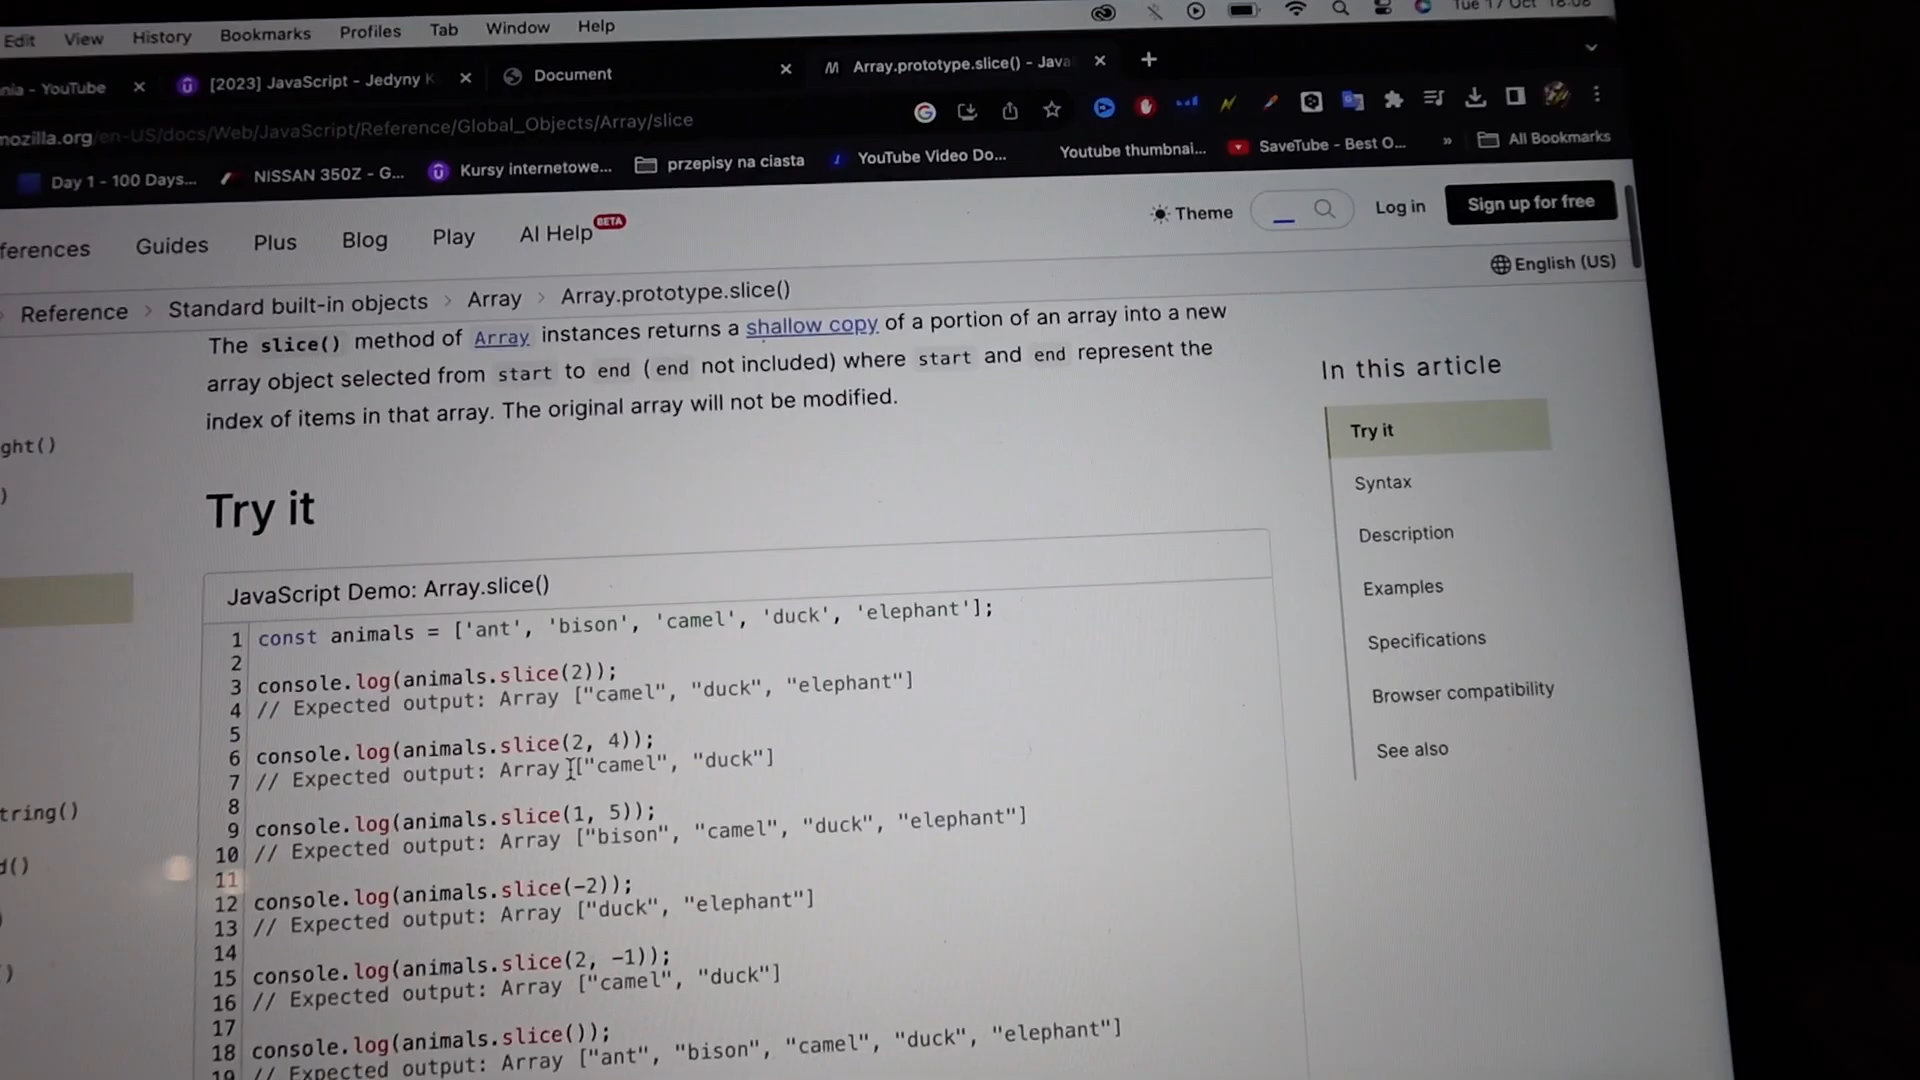 Edit View History Bookmarks Profiles Tab Window Help Tue 17 Oct 18:08
nia - YouTube [2023] JavaScript - Jedyny K Document Array.prototype.slice() - Java
mozilla.org/en-US/docs/Web/JavaScript/Reference/Global_Objects/Array/slice
Day 1 - 100 Days... NISSAN 350Z - G... Kursy internetowe... przepisy na ciasta YouTube Video Do... Youtube thumbnai... SaveTube - Best O... » All Bookmarks
ferences Guides Plus Blog Play AI Help BETA Theme Log in Sign up for free
Reference > Standard built-in objects > Array > Array.prototype.slice() English (US)
The slice() method of Array instances returns a shallow copy of a portion of an array into a new
array object selected from start to end (end not included) where start and end represent the
index of items in that array. The original array will not be modified.
ght()
)
tring()
d()
)
()
Try it
JavaScript Demo: Array.slice()
1 const animals = ['ant', 'bison', 'camel', 'duck', 'elephant'];
2
3 console.log(animals.slice(2));
4 // Expected output: Array ["camel", "duck", "elephant"]
5
6 console.log(animals.slice(2, 4));
7 // Expected output: Array ["camel", "duck"]
8
9 console.log(animals.slice(1, 5));
10 // Expected output: Array ["bison", "camel", "duck", "elephant"]
11
12 console.log(animals.slice(-2));
13 // Expected output: Array ["duck", "elephant"]
14
15 console.log(animals.slice(2, -1));
16 // Expected output: Array ["camel", "duck"]
17
18 console.log(animals.slice());
19 // Expected output: Array ["ant", "bison", "camel", "duck", "elephant"]
In this article
Try it
Syntax
Description
Examples
Specifications
Browser compatibility
See also